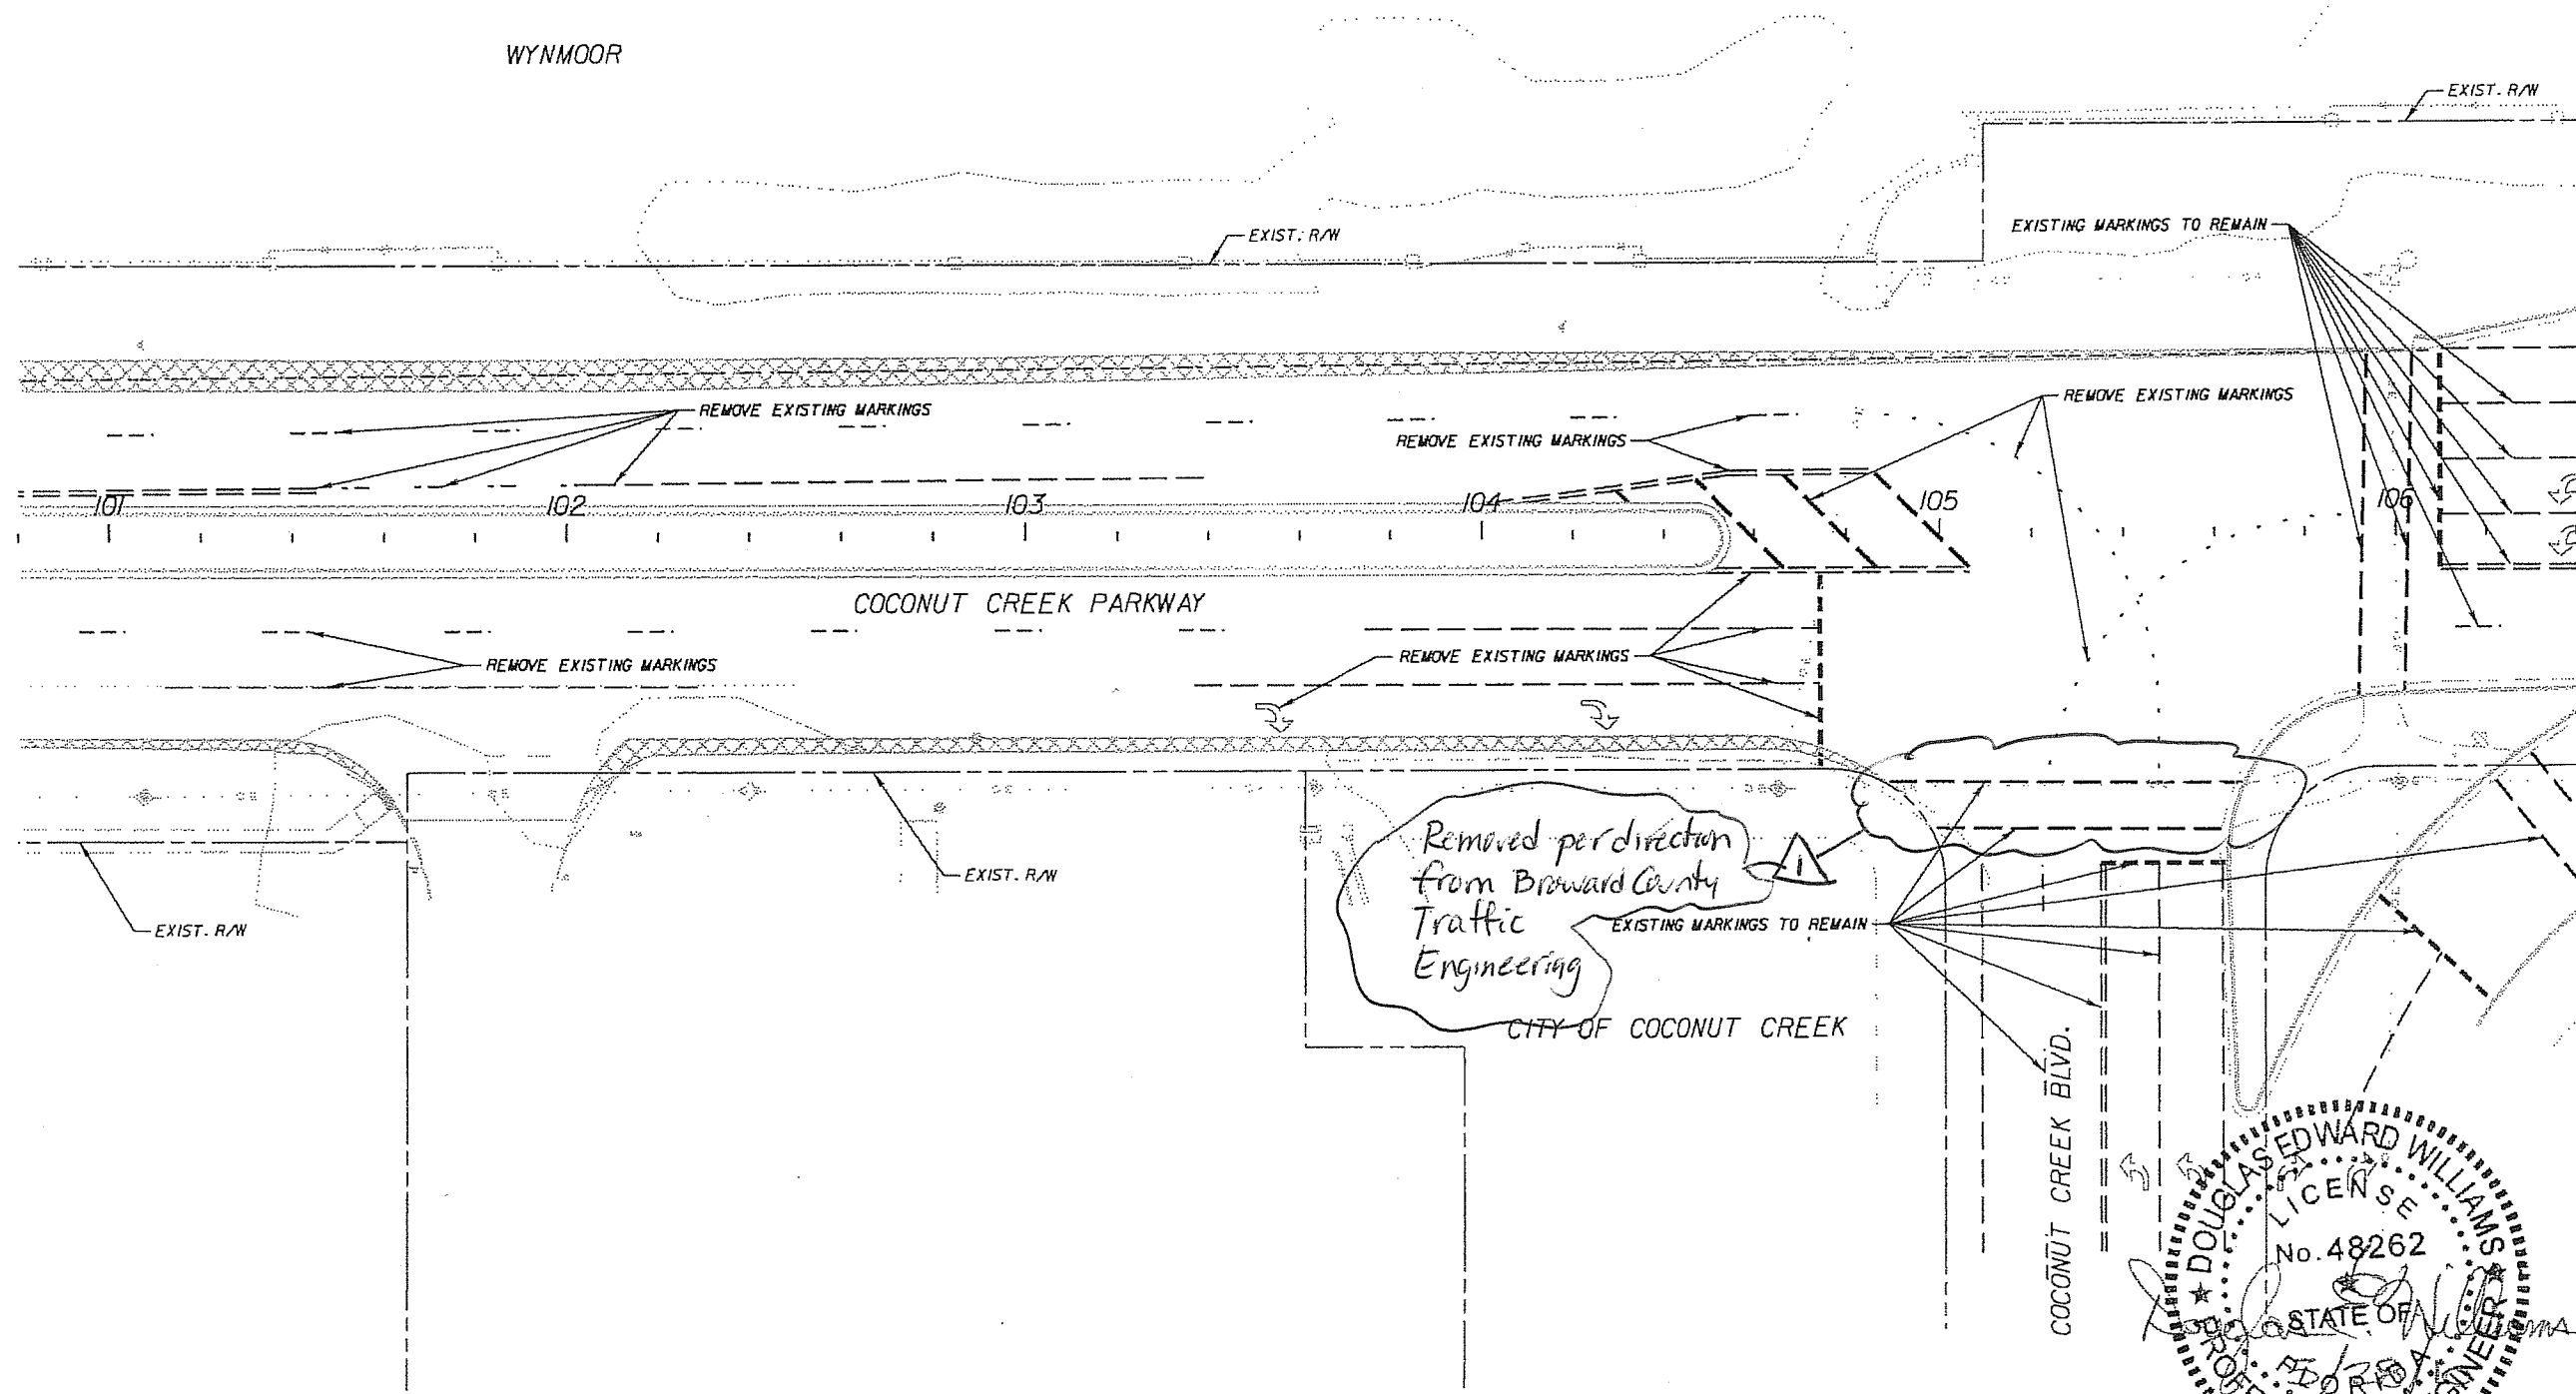 WYNMOOR
EXIST. R/W
EXISTING MARKINGS TO REMAIN
EXIST. R/W
REMOVE EXISTING MARKINGS
REMOVE EXISTING MARKINGS
REMOVE EXISTING MARKINGS
101
102
103
104
105
106
COCONUT CREEK PARKWAY
REMOVE EXISTING MARKINGS
REMOVE EXISTING MARKINGS
Removed per direction
from Broward County
Traffic
Engineering
1
EXIST. R/W
EXISTING MARKINGS TO REMAIN
EXIST. R/W
CITY OF COCONUT CREEK
COCONUT CREEK BLVD.
DOUGLAS EDWARD WILLIAMS
LICENSE
No. 48262
STATE OF